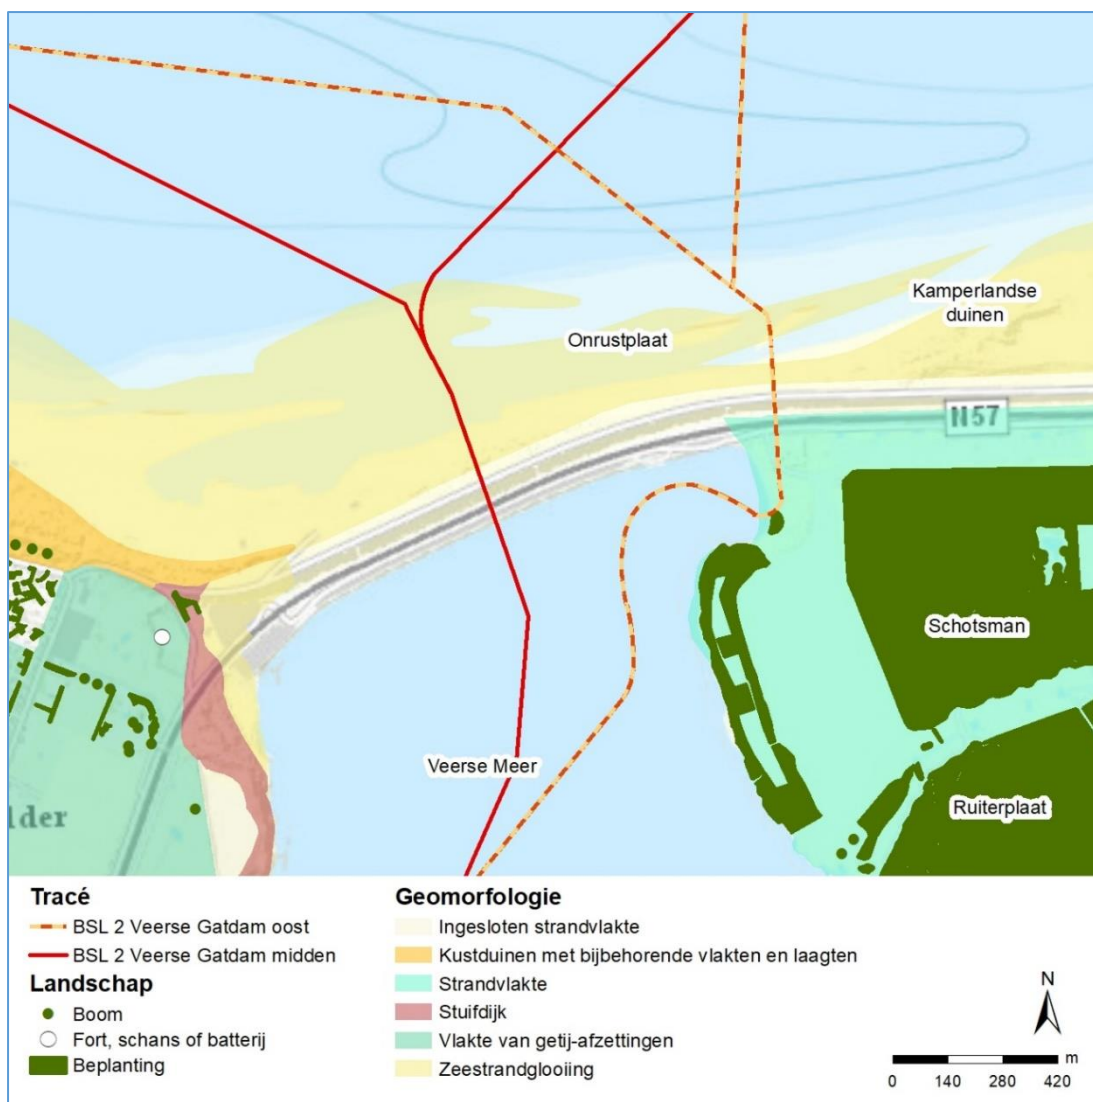 Kamperlandse
duinen
Onrustplaat
N57
Schotsman
Veerse Meer
Ruiterplaat
lder
Tracé
BSL 2 Veerse Gatdam oost
BSL 2 Veerse Gatdam midden
Landschap
Boom
Fort, schans of batterij
Beplanting
Geomorfologie
Ingesloten strandvlakte
Kustduinen met bijbehorende vlakten en laagten
Strandvlakte
Stuifdijk
Vlakte van getij-afzettingen
Zeestrandglooiing
N
m
0 140 280 420